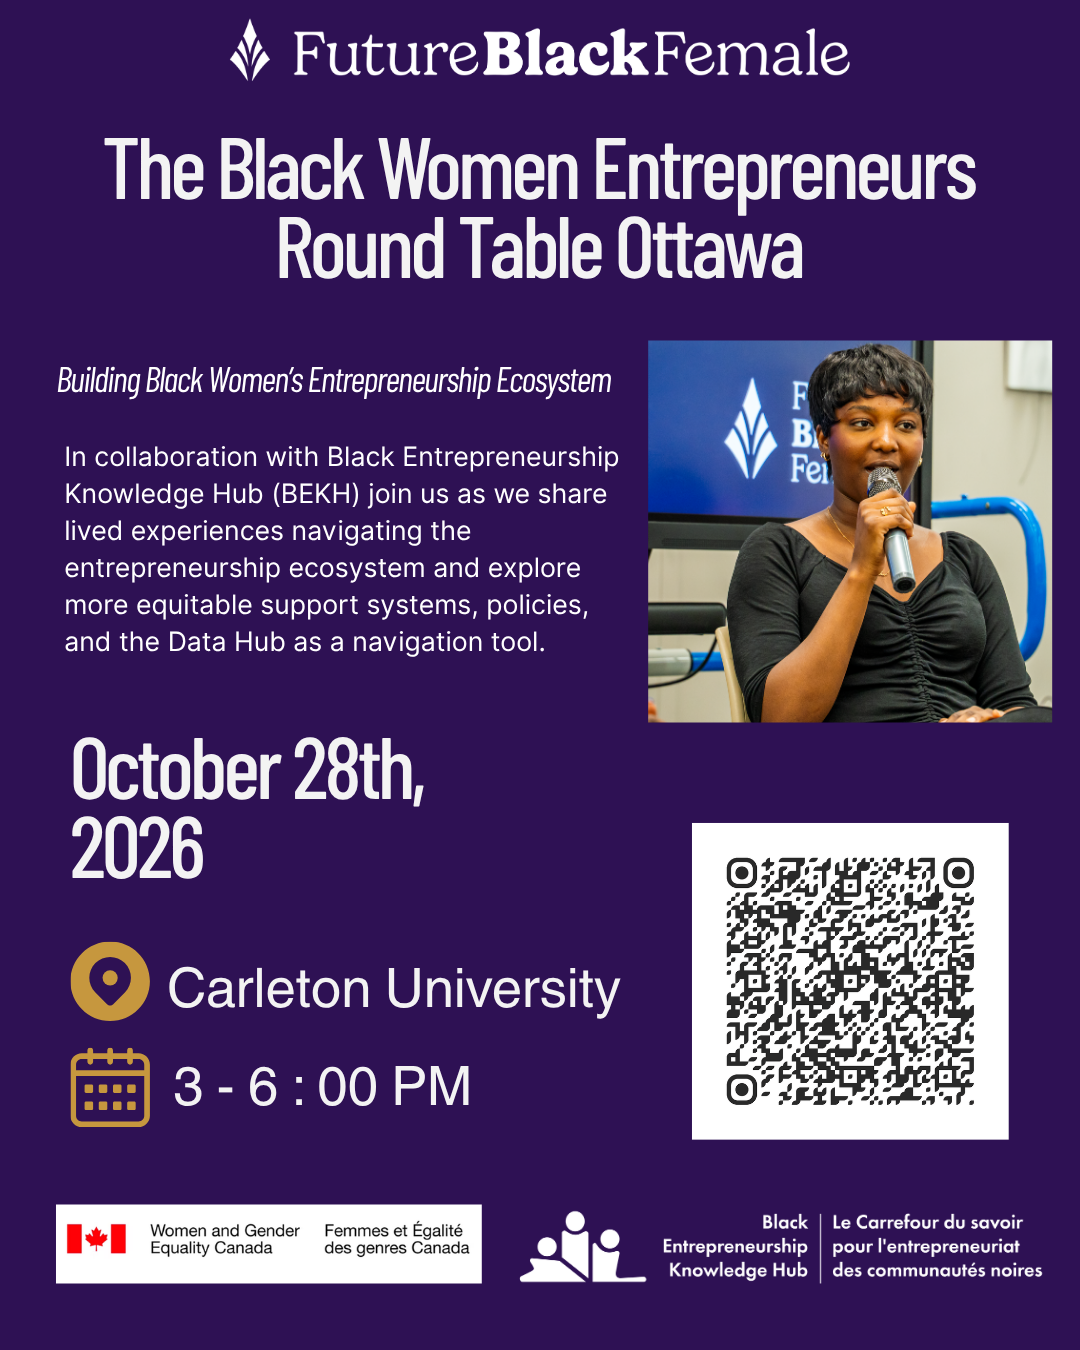 FutureBlackFemale
The Black Women Entrepreneurs
Round Table Ottawa
Building Black Women's Entrepreneurship Ecosystem
In collaboration with Black Entrepreneurship
Knowledge Hub (BEKH) join us as we share
lived experiences navigating the
entrepreneurship ecosystem and explore
more equitable support systems, policies,
and the Data Hub as a navigation tool.
October 28th,
2026
Carleton University
3 - 6 : 00 PM
Women and Gender
Equality Canada
Femmes et Égalité
des genres Canada
Black
Entrepreneurship
Knowledge Hub
Le Carrefour du savoir
pour l'entrepreneuriat
des communautés noires